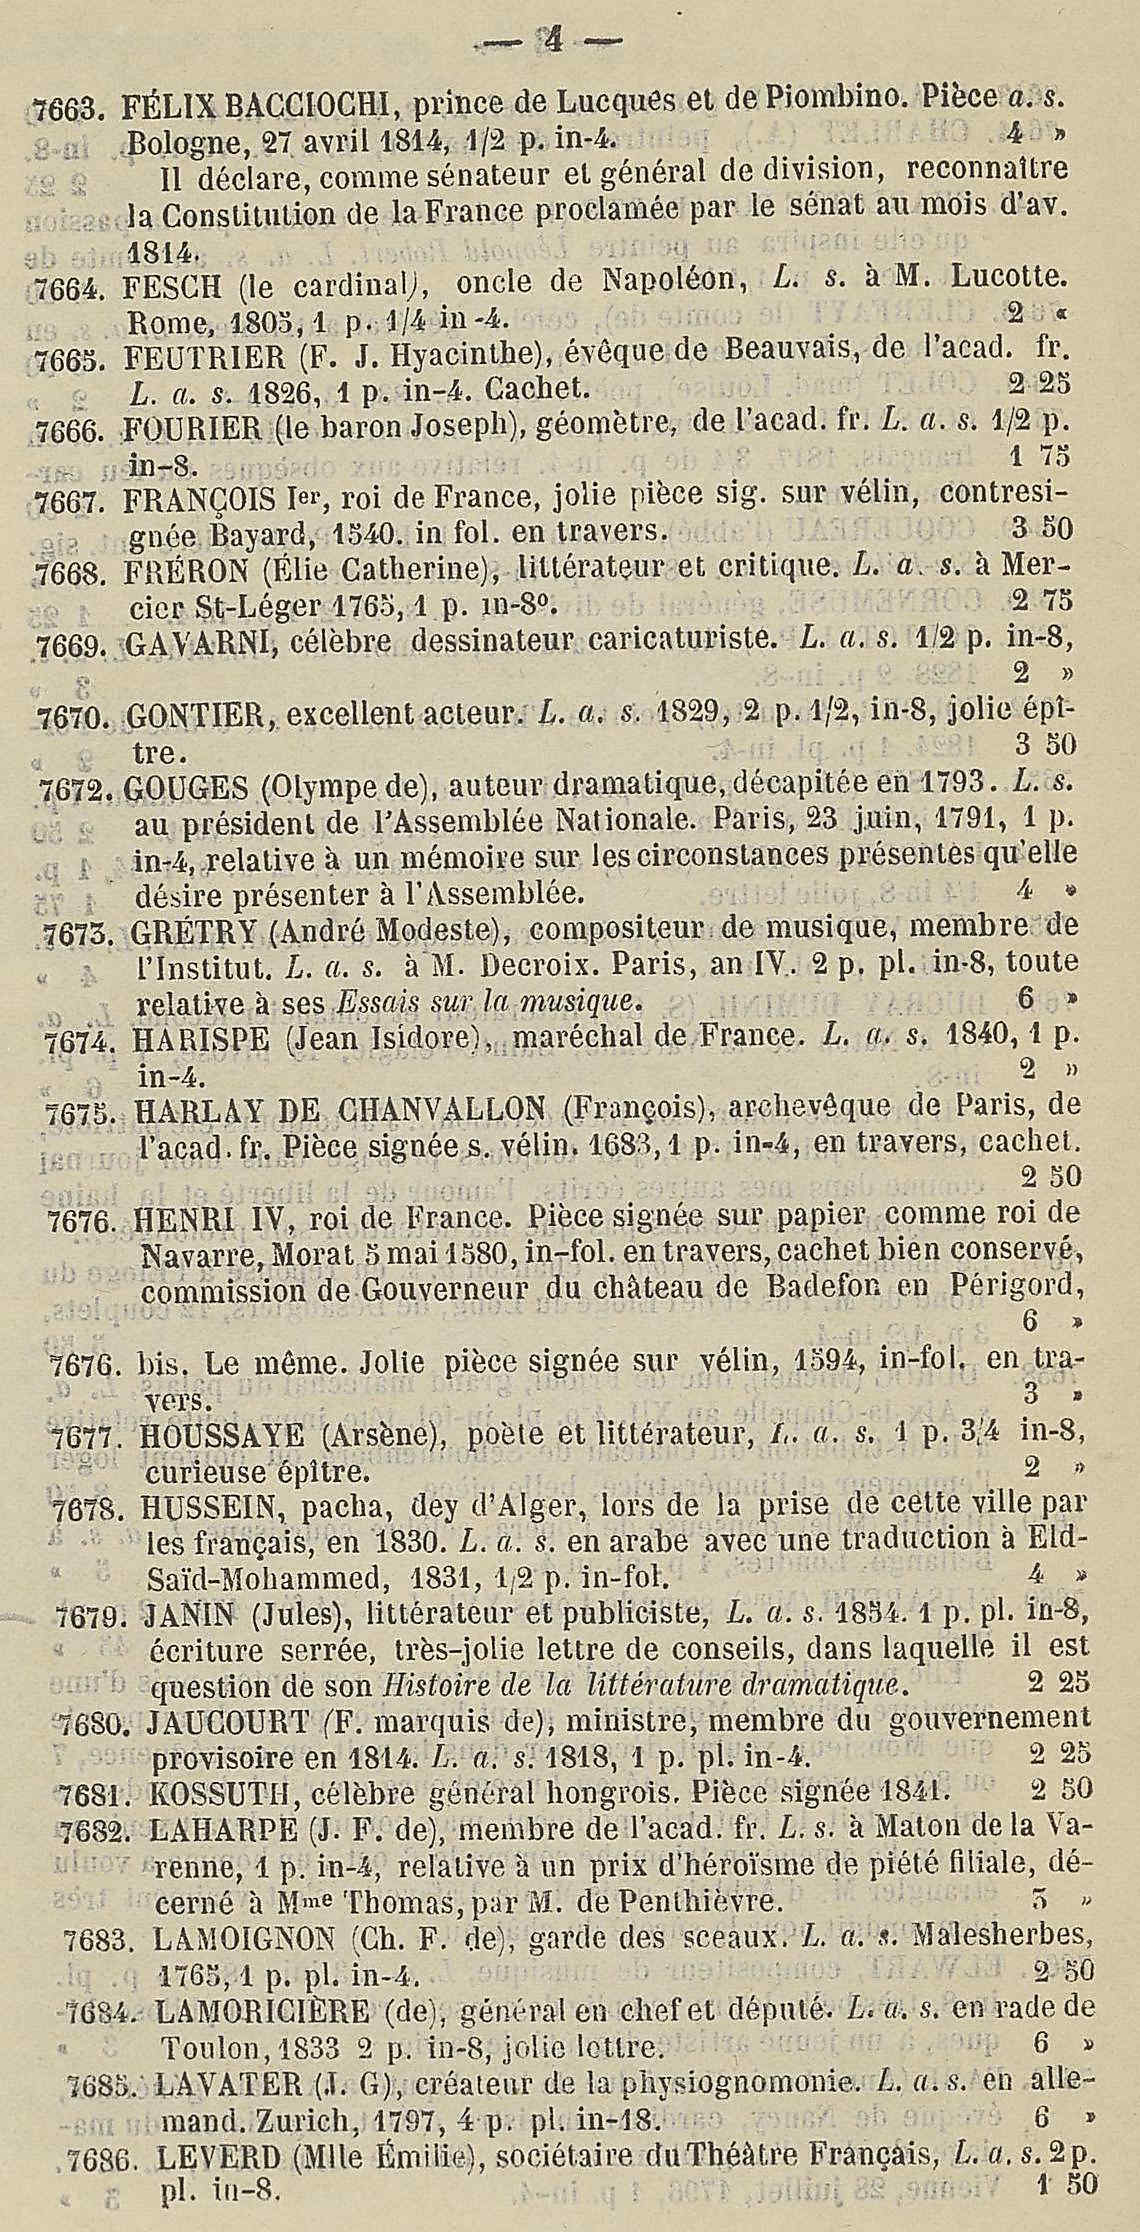 — 4 —
7663. FÉLIX BACCIOCHI, prince de Lucques et de Piombino. Pièce a. s.
Bologne, 27 avril 1814, 1/2 p. in-4. 4 »
Il déclare, comme sénateur et général de division, reconnaître
la Constitution de la France proclamée par le sénat au mois d'av.
1814.
7664. FESCH (le cardinal), oncle de Napoléon, L. s. à M. Lucotte.
Rome, 1805, 1 p. 1/4 in-4. 2 «
7665. FEUTRIER (F. J. Hyacinthe), évêque de Beauvais, de l'acad. fr.
L. a. s. 1826, 1 p. in-4. Cachet. 2 25
7666. FOURIER (le baron Joseph), géomètre, de l'acad. fr. L. a. s. 1/2 p.
in-8. 1 75
7667. FRANÇOIS Ier, roi de France, jolie pièce sig. sur vélin, contresi-
gnée Bayard, 1540. in fol. en travers. 3 50
7668. FRÉRON (Élie Catherine), littérateur et critique. L. a. s. à Mer-
cier St-Léger 1765, 1 p. in-8º. 2 75
7669. GAVARNI, célèbre dessinateur caricaturiste. L. a. s. 1/2 p. in-8,
2 »
7670. GONTIER, excellent acteur. L. a. s. 1829, 2 p. 1/2, in-8, jolie épî-
tre. 3 50
7672. GOUGES (Olympe de), auteur dramatique, décapitée en 1793. L. s.
au président de l'Assemblée Nationale. Paris, 23 juin, 1791, 1 p.
in-4, relative à un mémoire sur les circonstances présentes qu'elle
désire présenter à l'Assemblée. 4 »
7673. GRÉTRY (André Modeste), compositeur de musique, membre de
l'Institut. L. a. s. à M. Decroix. Paris, an IV. 2 p. pl. in-8, toute
relative à ses Essais sur la musique. 6 »
7674. HARISPE (Jean Isidore), maréchal de France. L. a. s. 1840, 1 p.
in-4. 2 »
7675. HARLAY DE CHANVALLON (François), archevêque de Paris, de
l'acad. fr. Pièce signée s. vélin. 1683, 1 p. in-4, en travers, cachet.
2 50
7676. HENRI IV, roi de France. Pièce signée sur papier comme roi de
Navarre, Morat 5 mai 1580, in-fol. en travers, cachet bien conservé,
commission de Gouverneur du château de Badefon en Périgord,
6 »
7676. bis. Le même. Jolie pièce signée sur vélin, 1594, in-fol. en tra-
vers. 3 »
7677. HOUSSAYE (Arsène), poète et littérateur, L. a. s. 1 p. 3/4 in-8,
curieuse épître. 2 »
7678. HUSSEIN, pacha, dey d'Alger, lors de la prise de cette ville par
les français, en 1830. L. a. s. en arabe avec une traduction à Eld-
Saïd-Mohammed, 1831, 1/2 p. in-fol. 4 »
7679. JANIN (Jules), littérateur et publiciste, L. a. s. 1854. 1 p. pl. in-8,
écriture serrée, très-jolie lettre de conseils, dans laquelle il est
question de son Histoire de la littérature dramatique. 2 25
7680. JAUCOURT (F. marquis de), ministre, membre du gouvernement
provisoire en 1814. L. a. s. 1818, 1 p. pl. in-4. 2 25
7681. KOSSUTH, célèbre général hongrois. Pièce signée 1841. 2 50
7682. LAHARPE (J. F. de), membre de l'acad. fr. L. s. à Maton de la Va-
renne, 1 p. in-4, relative à un prix d'héroïsme de piété filiale, dé-
cerné à Mme Thomas, par M. de Penthièvre. 3 »
7683. LAMOIGNON (Ch. F. de), garde des sceaux. L. a. s. Malesherbes,
1765, 1 p. pl. in-4. 2 50
7684. LAMORICIÈRE (de), général en chef et député. L. a. s. en rade de
Toulon, 1833 2 p. in-8, jolie lettre. 6 »
7685. LAVATER (J. G), créateur de la physiognomonie. L. a. s. en alle-
mand. Zurich, 1797, 4 p. pl. in-18. 6 »
7686. LEVERD (Mlle Émilie), sociétaire du Théâtre Français, L. a. s. 2 p.
pl. in-8. 1 50